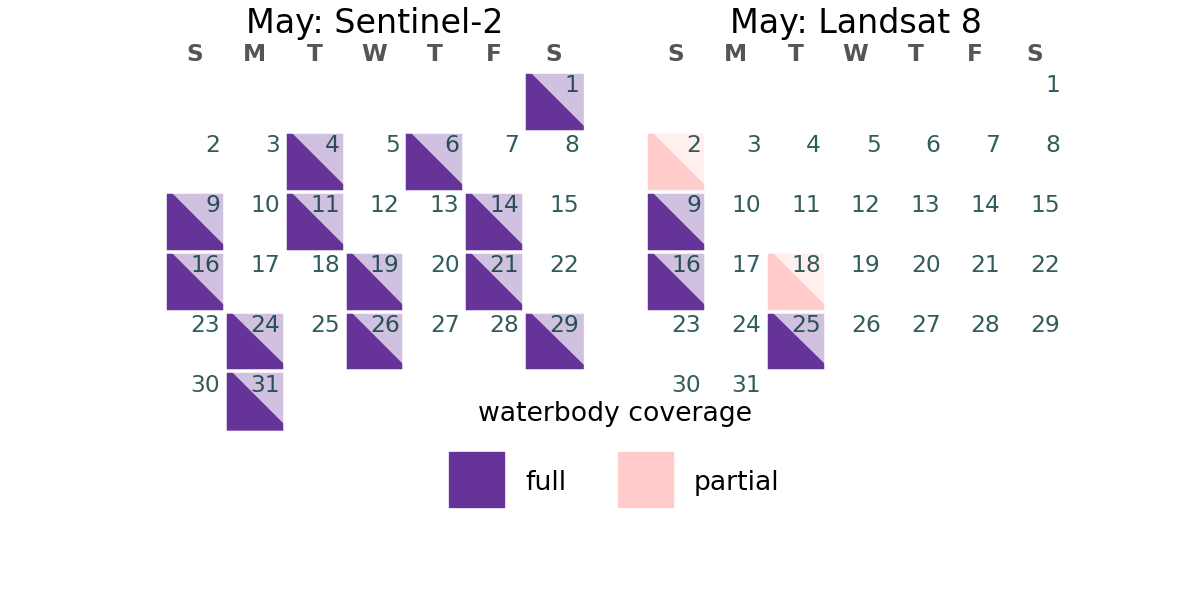 May: Sentinel-2
S M T W T F S
1
2 3 4 5 6 7 8
9 10 11 12 13 14 15
16 17 18 19 20 21 22
23 24 25 26 27 28 29
30 31
May: Landsat 8
S M T W T F S
1
2 3 4 5 6 7 8
9 10 11 12 13 14 15
16 17 18 19 20 21 22
23 24 25 26 27 28 29
30 31
waterbody coverage
full
partial